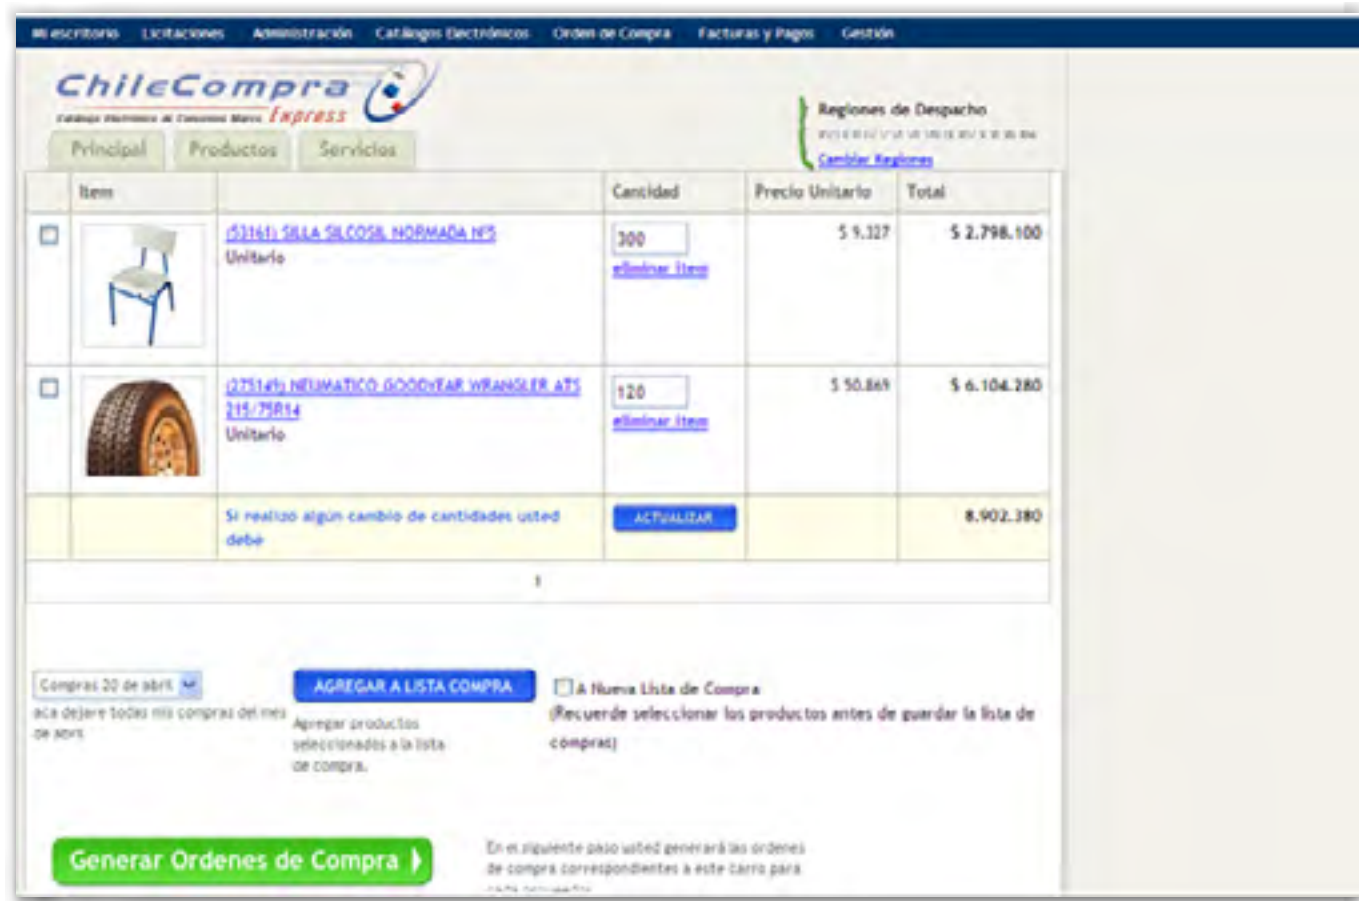 Mi escritorio Licitaciones Administración Catálogos Electrónicos Orden de Compra Facturas y Pagos Gestión
ChileCompra
Express
Catálogo Electrónico de Convenios Marco
Regiones de Despacho
Cambiar Regiones
Principal Productos Servicios
Item Cantidad Precio Unitario Total
(53161) SILLA SILCOSIL NORMADA Nº5 300 $ 9.327 $ 2.798.100
Unitario
eliminar item
NEUMATICO GOODYEAR WRANGLER ATS 120 $ 50.869 $ 6.104.280
215/75R14
eliminar item
Unitario
Si realizó algún cambio de cantidades usted ACTUALIZAR 8.902.380
debe
1
Compras 20 de abril AGREGAR A LISTA COMPRA A Nueva Lista de Compra
aca dejare todas mis compras del mes
de abril
Agregar productos
seleccionados a la lista
de compra.
(Recuerde seleccionar los productos antes de guardar la lista de
compras)
Generar Ordenes de Compra
En el siguiente paso usted generará las ordenes
de compra correspondientes a este carro para